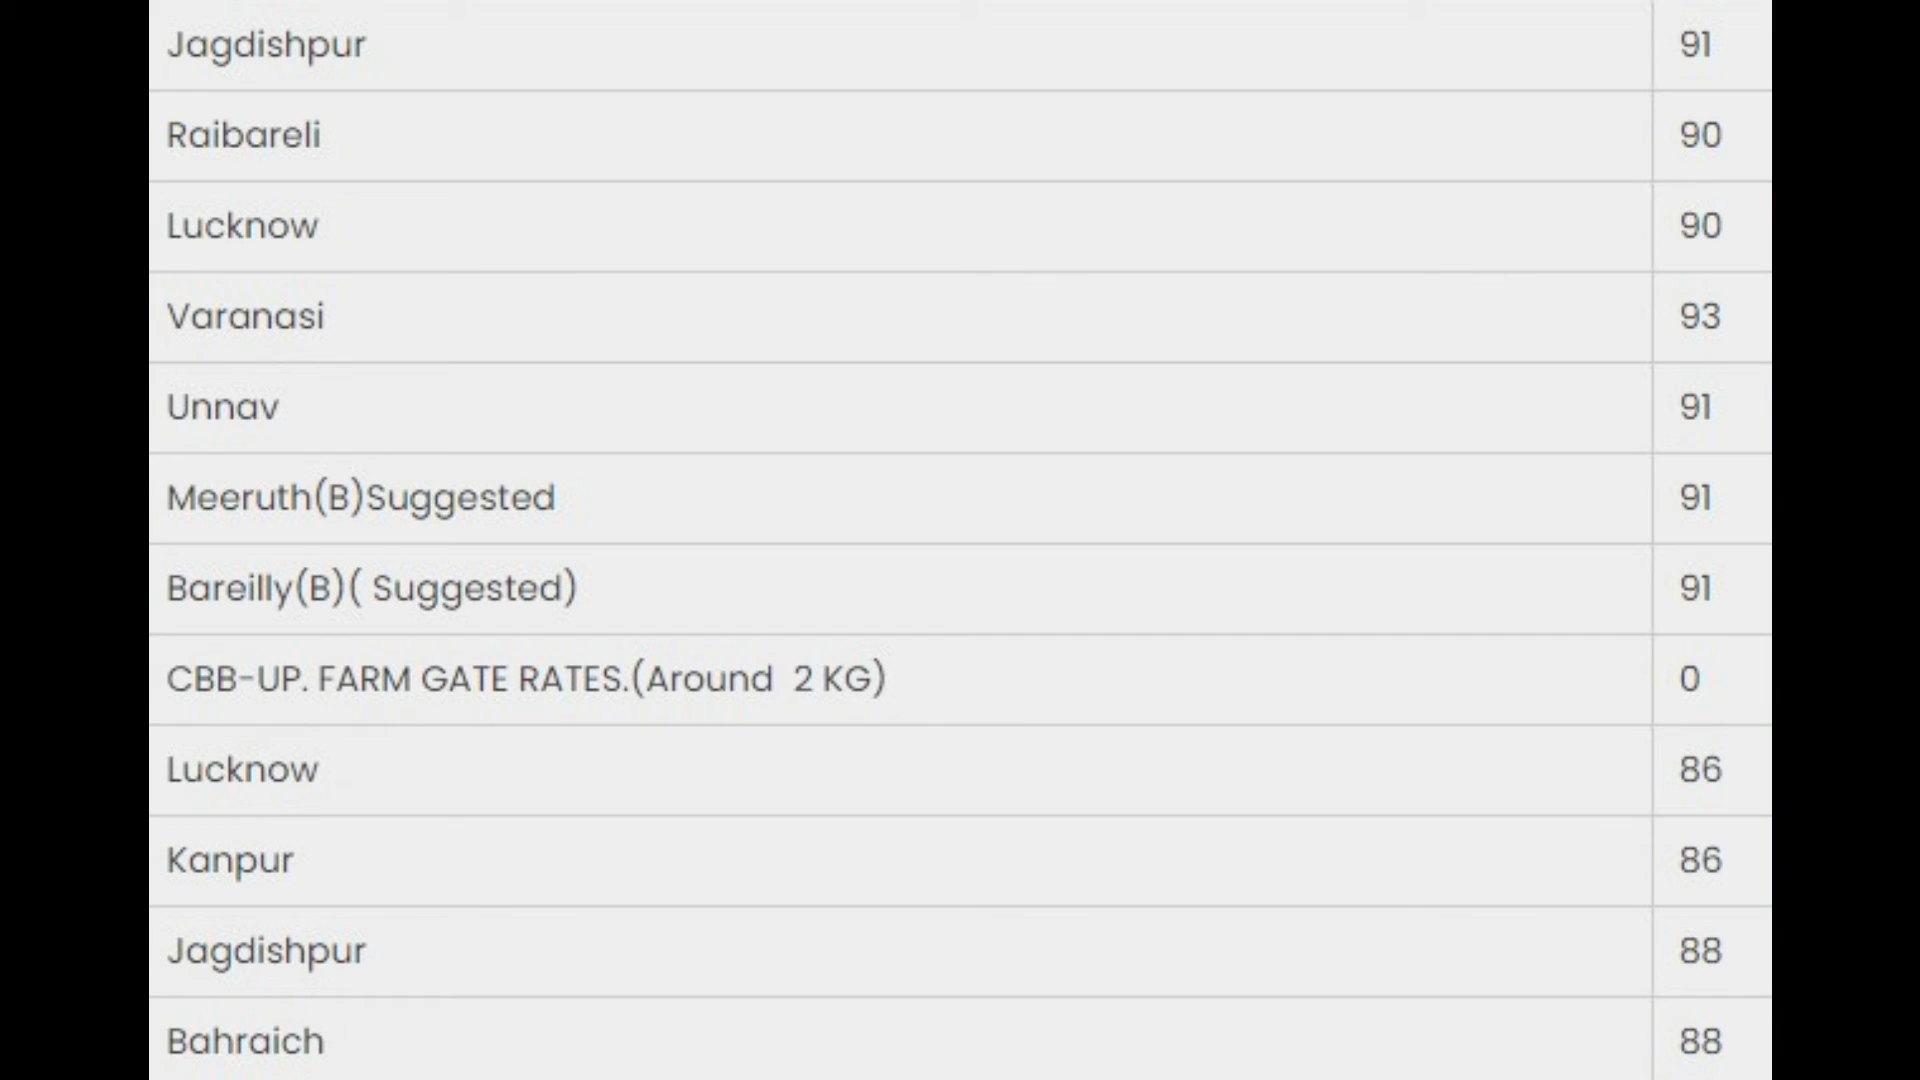 Jagdishpur 91
Raibareli 90
Lucknow 90
Varanasi 93
Unnav 91
Meeruth(B)Suggested 91
Bareilly(B)( Suggested) 91
CBB-UP. FARM GATE RATES.(Around  2 KG) 0
Lucknow 86
Kanpur 86
Jagdishpur 88
Bahraich 88